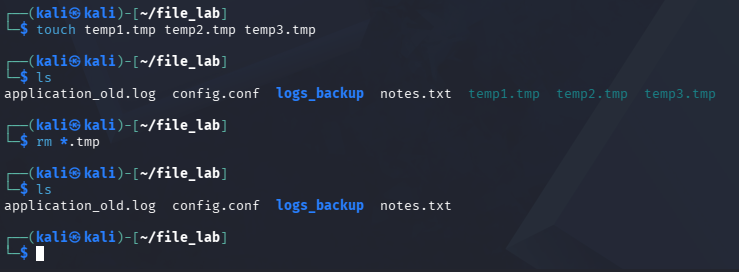 ┌──(kali㉿kali)-[~/file_lab]
└─$ touch temp1.tmp temp2.tmp temp3.tmp
┌──(kali㉿kali)-[~/file_lab]
└─$ ls
application_old.log  config.conf  logs_backup  notes.txt  temp1.tmp  temp2.tmp  temp3.tmp
┌──(kali㉿kali)-[~/file_lab]
└─$ rm *.tmp
┌──(kali㉿kali)-[~/file_lab]
└─$ ls
application_old.log  config.conf  logs_backup  notes.txt
┌──(kali㉿kali)-[~/file_lab]
└─$